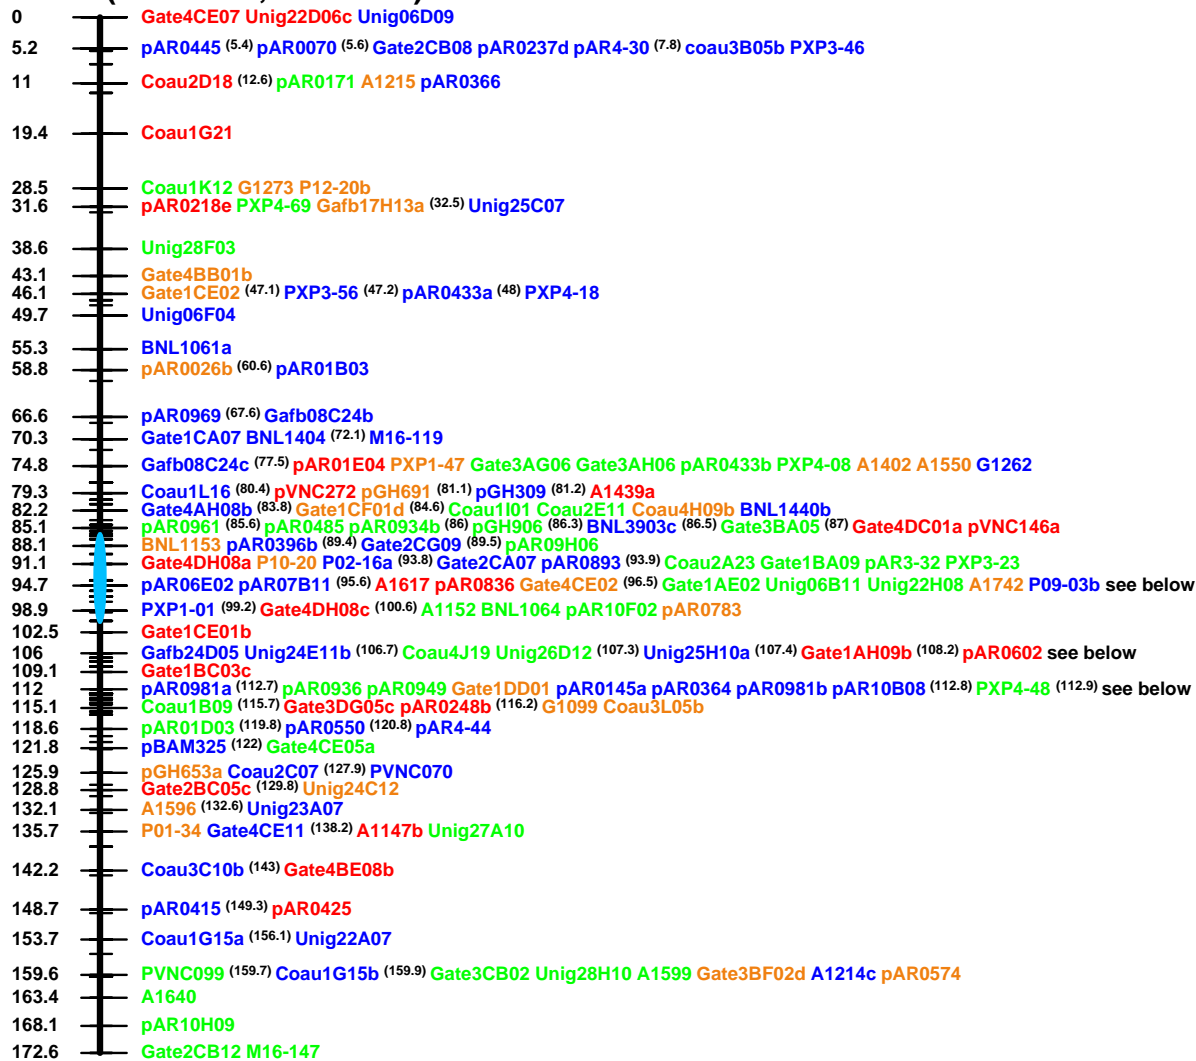 0 Gate4CE07 Unig22D06c Unig06D09
5.2 pAR0445 (5.4) pAR0070 (5.6) Gate2CB08 pAR0237d pAR4-30 (7.8) coau3B05b PXP3-46
11 Coau2D18 (12.6) pAR0171 A1215 pAR0366
19.4 Coau1G21
28.5 Coau1K12 G1273 P12-20b
31.6 pAR0218e PXP4-69 Gafb17H13a (32.5) Unig25C07
38.6 Unig28F03
43.1 Gate4BB01b
46.1 Gate1CE02 (47.1) PXP3-56 (47.2) pAR0433a (48) PXP4-18
49.7 Unig06F04
55.3 BNL1061a
58.8 pAR0026b (60.6) pAR01B03
66.6 pAR0969 (67.6) Gafb08C24b
70.3 Gate1CA07 BNL1404 (72.1) M16-119
74.8 Gafb08C24c (77.5) pAR01E04 PXP1-47 Gate3AG06 Gate3AH06 pAR0433b PXP4-08 A1402 A1550 G1262
79.3 Coau1L16 (80.4) pVNC272 pGH691 (81.1) pGH309 (81.2) A1439a
82.2 Gate4AH08b (83.8) Gate1CF01d (84.6) Coau1I01 Coau2E11 Coau4H09b BNL1440b
85.1 pAR0961 (85.6) pAR0485 pAR0934b (86) pGH906 (86.3) BNL3903c (86.5) Gate3BA05 (87) Gate4DC01a pVNC146a
88.1 BNL1153 pAR0396b (89.4) Gate2CG09 (89.5) pAR09H06
91.1 Gate4DH08a P10-20 P02-16a (93.8) Gate2CA07 pAR0893 (93.9) Coau2A23 Gate1BA09 pAR3-32 PXP3-23
94.7 pAR06E02 pAR07B11 (95.6) A1617 pAR0836 Gate4CE02 (96.5) Gate1AE02 Unig06B11 Unig22H08 A1742 P09-03b see below
98.9 PXP1-01 (99.2) Gate4DH08c (100.6) A1152 BNL1064 pAR10F02 pAR0783
102.5 Gate1CE01b
106 Gafb24D05 Unig24E11b (106.7) Coau4J19 Unig26D12 (107.3) Unig25H10a (107.4) Gate1AH09b (108.2) pAR0602 see below
109.1 Gate1BC03c
112 pAR0981a (112.7) pAR0936 pAR0949 Gate1DD01 pAR0145a pAR0364 pAR0981b pAR10B08 (112.8) PXP4-48 (112.9) see below
115.1 Coau1B09 (115.7) Gate3DG05c pAR0248b (116.2) G1099 Coau3L05b
118.6 pAR01D03 (119.8) pAR0550 (120.8) pAR4-44
121.8 pBAM325 (122) Gate4CE05a
125.9 pGH653a Coau2C07 (127.9) PVNC070
128.8 Gate2BC05c (129.8) Unig24C12
132.1 A1596 (132.6) Unig23A07
135.7 P01-34 Gate4CE11 (138.2) A1147b Unig27A10
142.2 Coau3C10b (143) Gate4BE08b
148.7 pAR0415 (149.3) pAR0425
153.7 Coau1G15a (156.1) Unig22A07
159.6 PVNC099 (159.7) Coau1G15b (159.9) Gate3CB02 Unig28H10 A1599 Gate3BF02d A1214c pAR0574
163.4 A1640
168.1 pAR10H09
172.6 Gate2CB12 M16-147